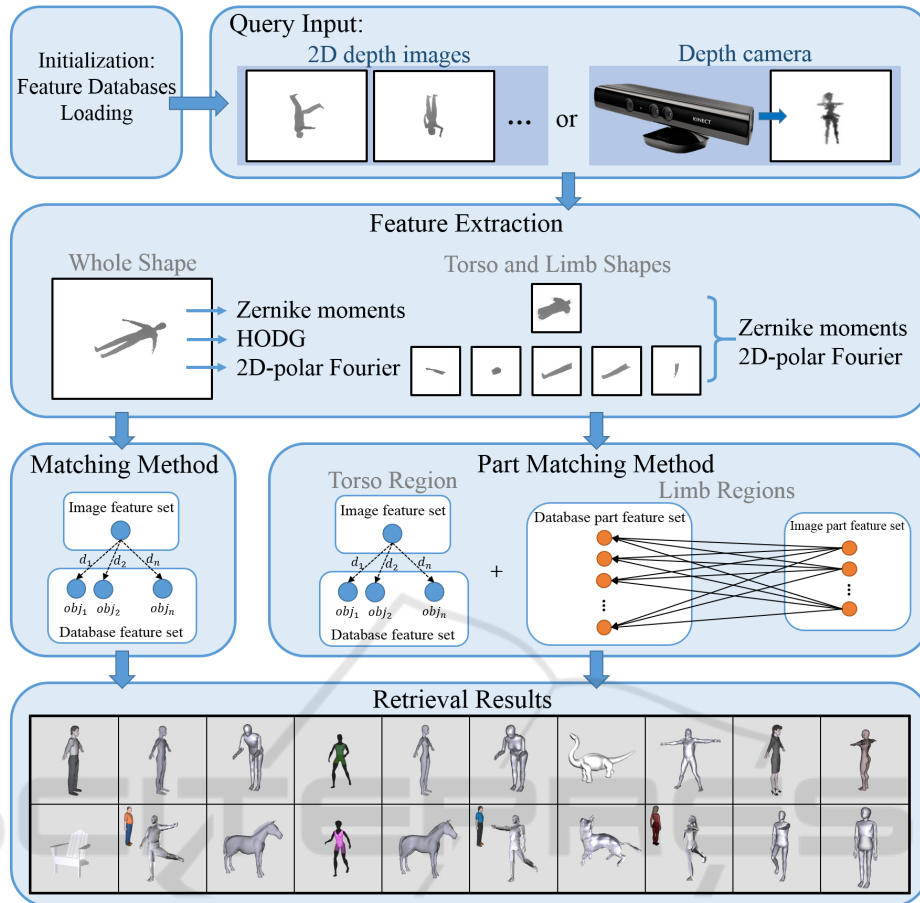 Initialization:
Feature Databases
Loading
Query Input:
2D depth images
...
or
Depth camera
KINECT
Feature Extraction
Whole Shape
Zernike moments
HODG
2D-polar Fourier
Torso and Limb Shapes
Zernike moments
2D-polar Fourier
Matching Method
Image feature set
d₁ d₂ dₙ
obj₁ obj₂ objₙ
Database feature set
Part Matching Method
Torso Region
Image feature set
d₁ d₂ dₙ
obj₁ obj₂ objₙ
Database feature set
+
Limb Regions
Database part feature set
Image part feature set
Retrieval Results
SCITEPRESS